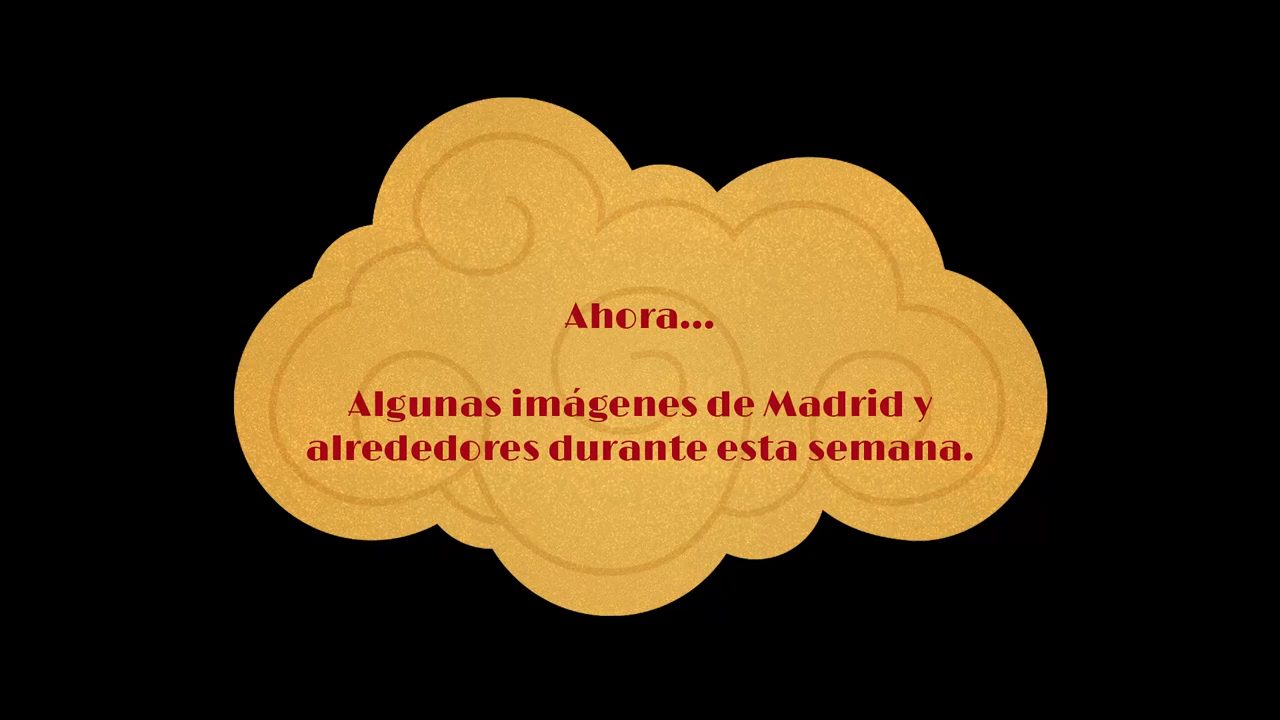 Ahora...
Algunas imágenes de Madrid y
alrededores durante esta semana.